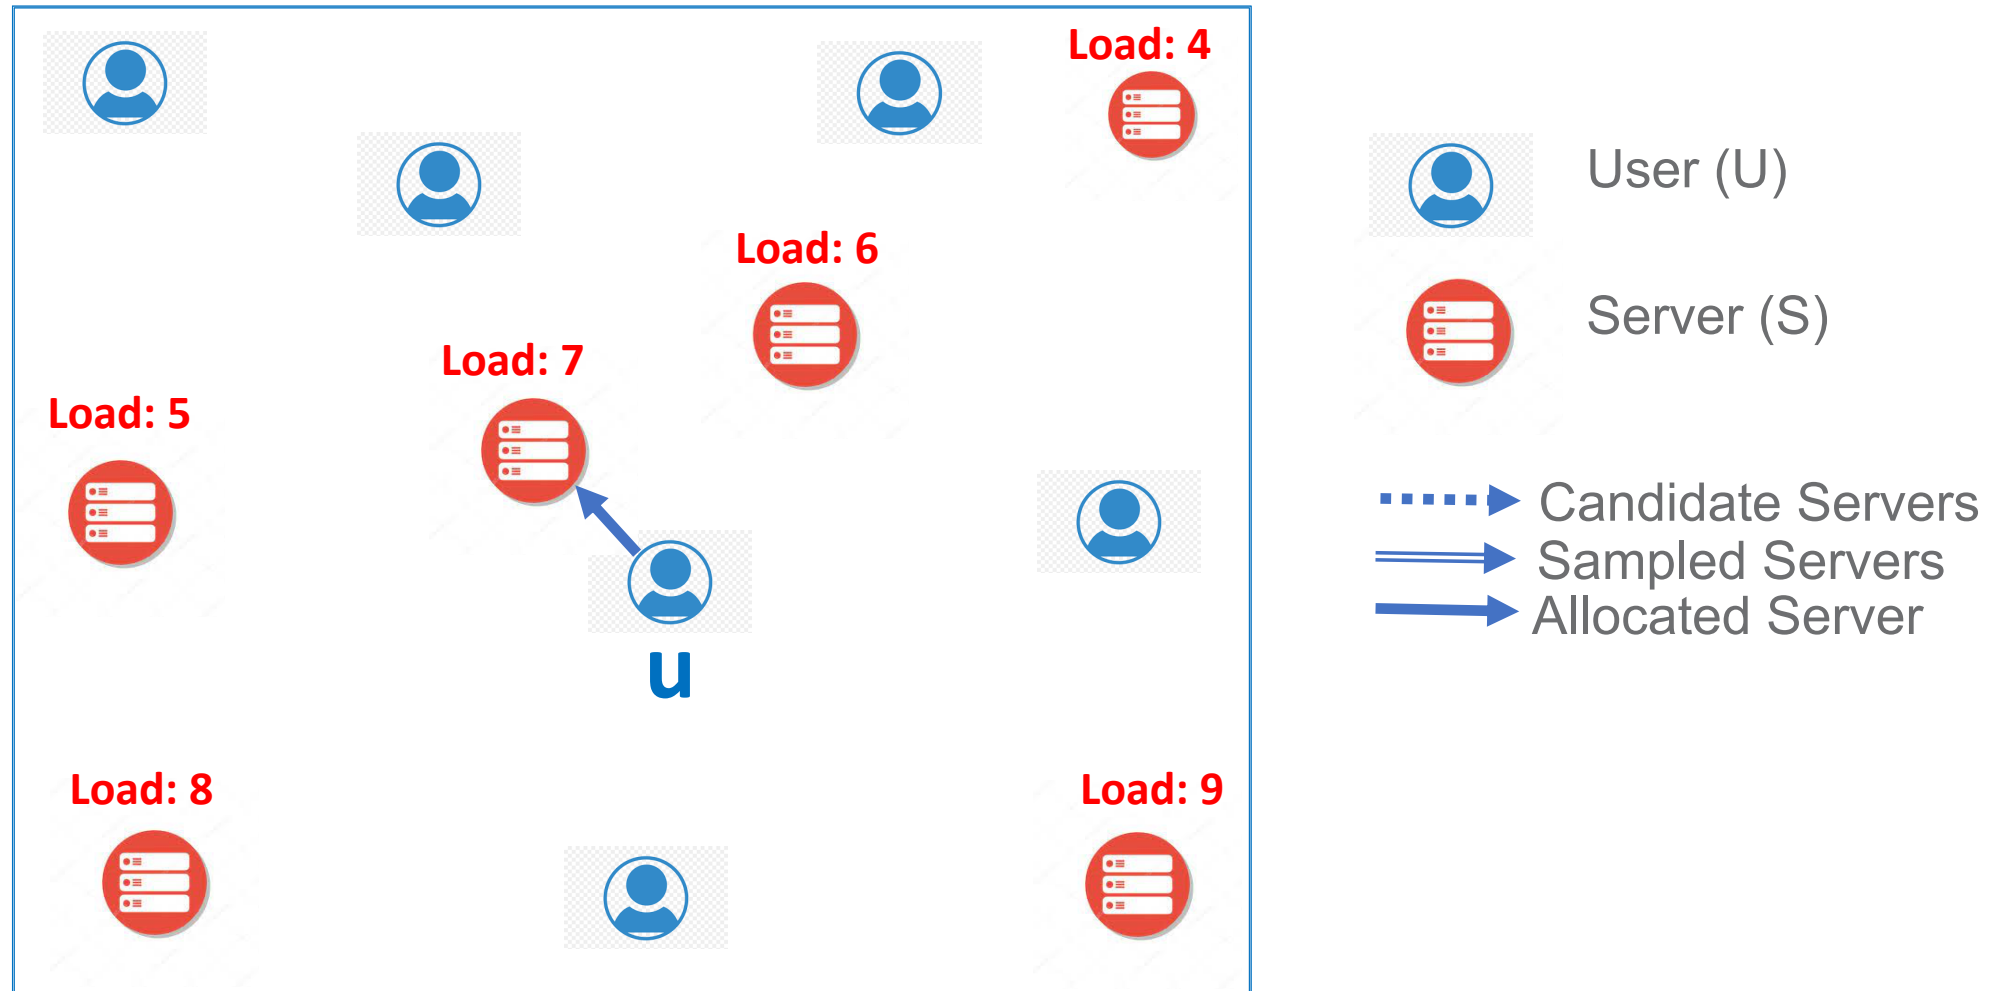 Load: 4
Load: 6
Load: 7
Load: 5
u
Load: 8
Load: 9
User (U)
Server (S)
Candidate Servers
Sampled Servers
Allocated Server